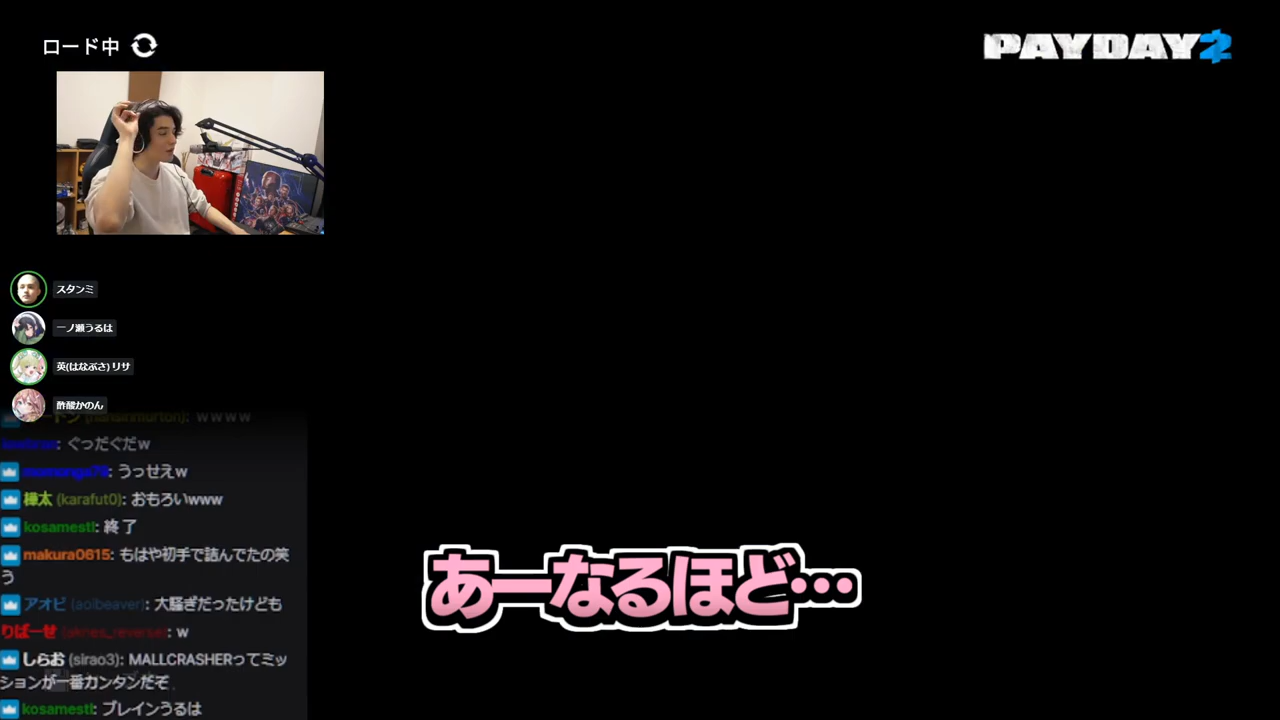 ロード中
PAYDAY2
スタンミ
一ノ瀬うるは
英(はなぶさ)リサ
酢酸かのん
: wwww
: ぐっだぐだw
: うっせえw
樺太 (karafut0): おもろいwww
kosamestl: 終了
makura0615: もはや初手で詰んでたの笑
う
アオビ (aoibeaver): 大騒ぎだったけども
りばーせ : w
しらお (sirao3): MALLCRASHERってミッ
ションが一番カンタンだぞ
kosamestl: ブレインうるは
あーなるほど…